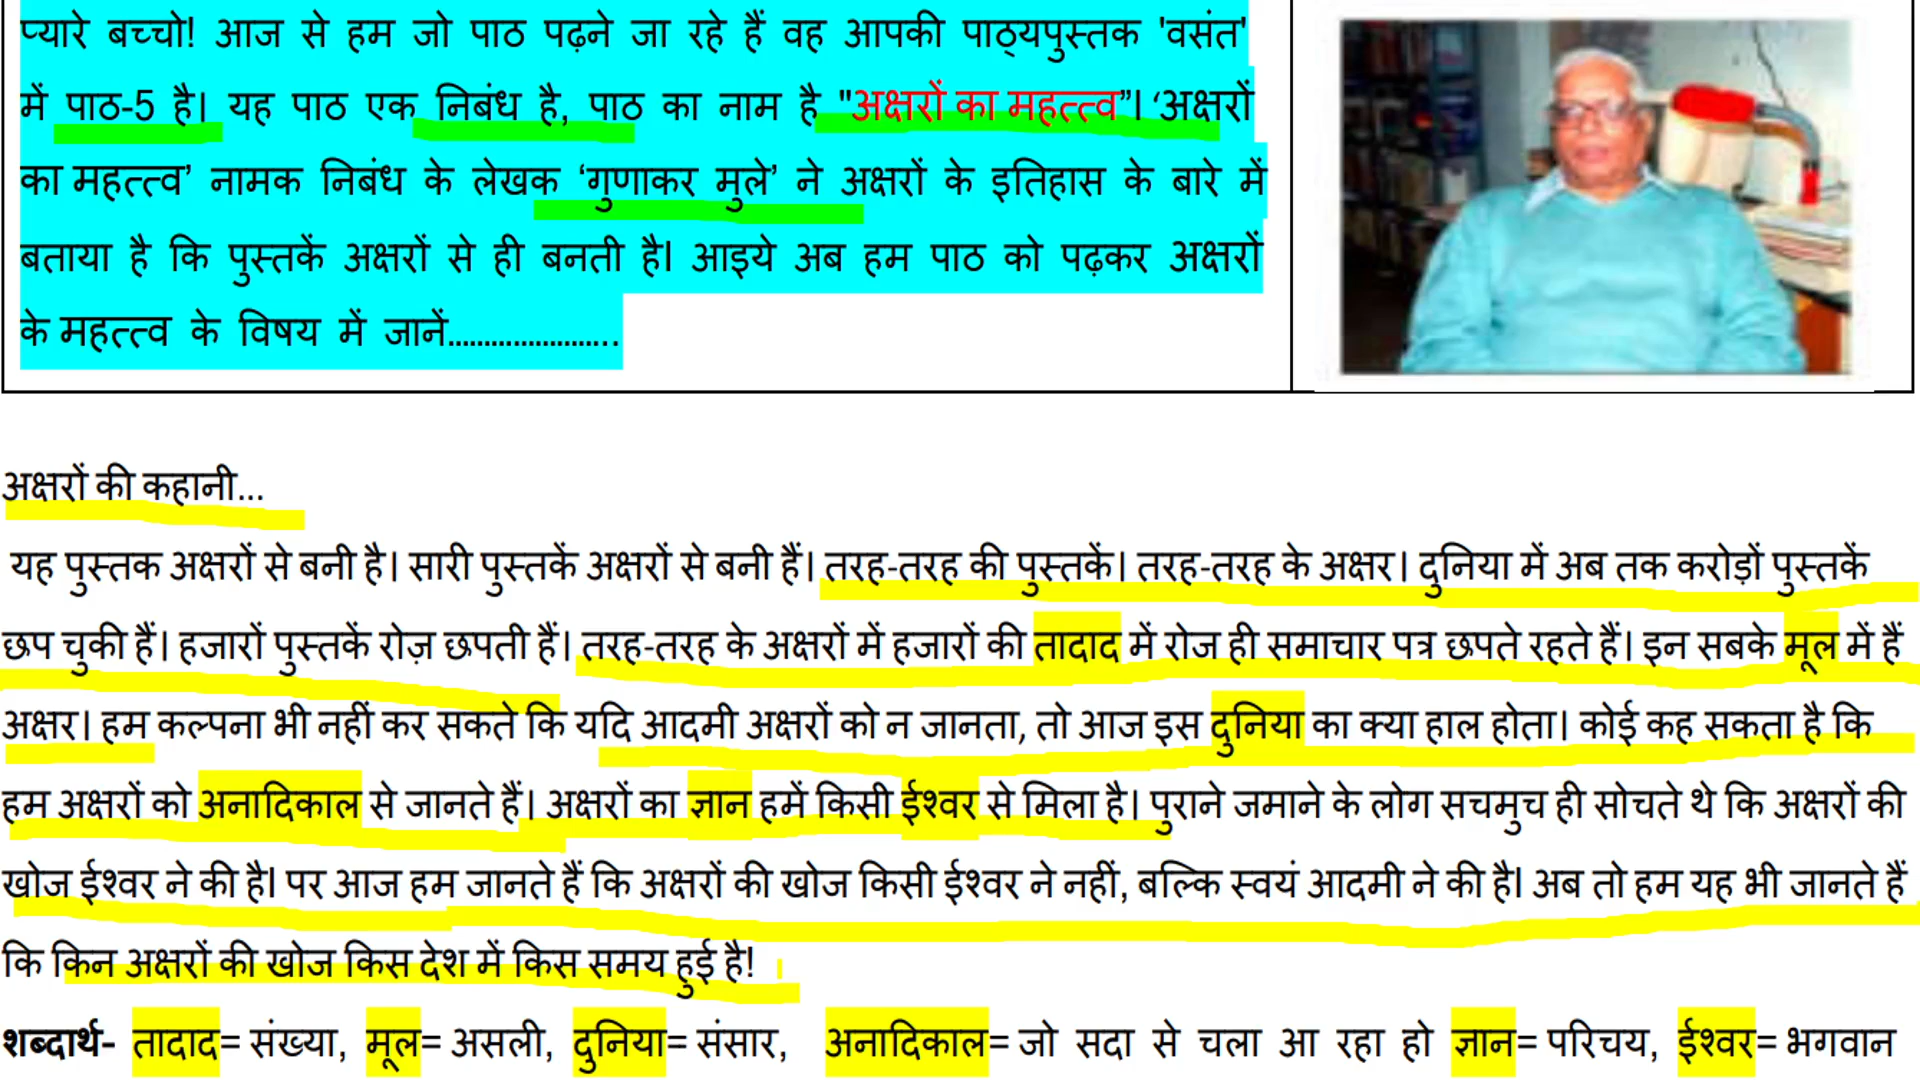 प्यारे बच्चो! आज से हम जो पाठ पढ़ने जा रहे हैं वह आपकी पाठ्यपुस्तक 'वसंत'
में पाठ-5 है। यह पाठ एक निबंध है, पाठ का नाम है "अक्षरों का महत्त्व”। ‘अक्षरों
का महत्त्व’ नामक निबंध के लेखक ‘गुणाकर मुले’ ने अक्षरों के इतिहास के बारे में
बताया है कि पुस्तकें अक्षरों से ही बनती है। आइये अब हम पाठ को पढ़कर अक्षरों
के महत्त्व के विषय में जानें........................
अक्षरों की कहानी...
यह पुस्तक अक्षरों से बनी है। सारी पुस्तकें अक्षरों से बनी हैं। तरह-तरह की पुस्तकें। तरह-तरह के अक्षर। दुनिया में अब तक करोड़ों पुस्तकें
छप चुकी हैं। हजारों पुस्तकें रोज़ छपती हैं। तरह-तरह के अक्षरों में हजारों की तादाद में रोज ही समाचार पत्र छपते रहते हैं। इन सबके मूल में हैं
अक्षर। हम कल्पना भी नहीं कर सकते कि यदि आदमी अक्षरों को न जानता, तो आज इस दुनिया का क्या हाल होता। कोई कह सकता है कि
हम अक्षरों को अनादिकाल से जानते हैं। अक्षरों का ज्ञान हमें किसी ईश्वर से मिला है। पुराने जमाने के लोग सचमुच ही सोचते थे कि अक्षरों की
खोज ईश्वर ने की है। पर आज हम जानते हैं कि अक्षरों की खोज किसी ईश्वर ने नहीं, बल्कि स्वयं आदमी ने की है। अब तो हम यह भी जानते हैं
कि किन अक्षरों की खोज किस देश में किस समय हुई है!
शब्दार्थ- तादाद= संख्या, मूल= असली, दुनिया= संसार, अनादिकाल= जो सदा से चला आ रहा हो ज्ञान= परिचय, ईश्वर= भगवान